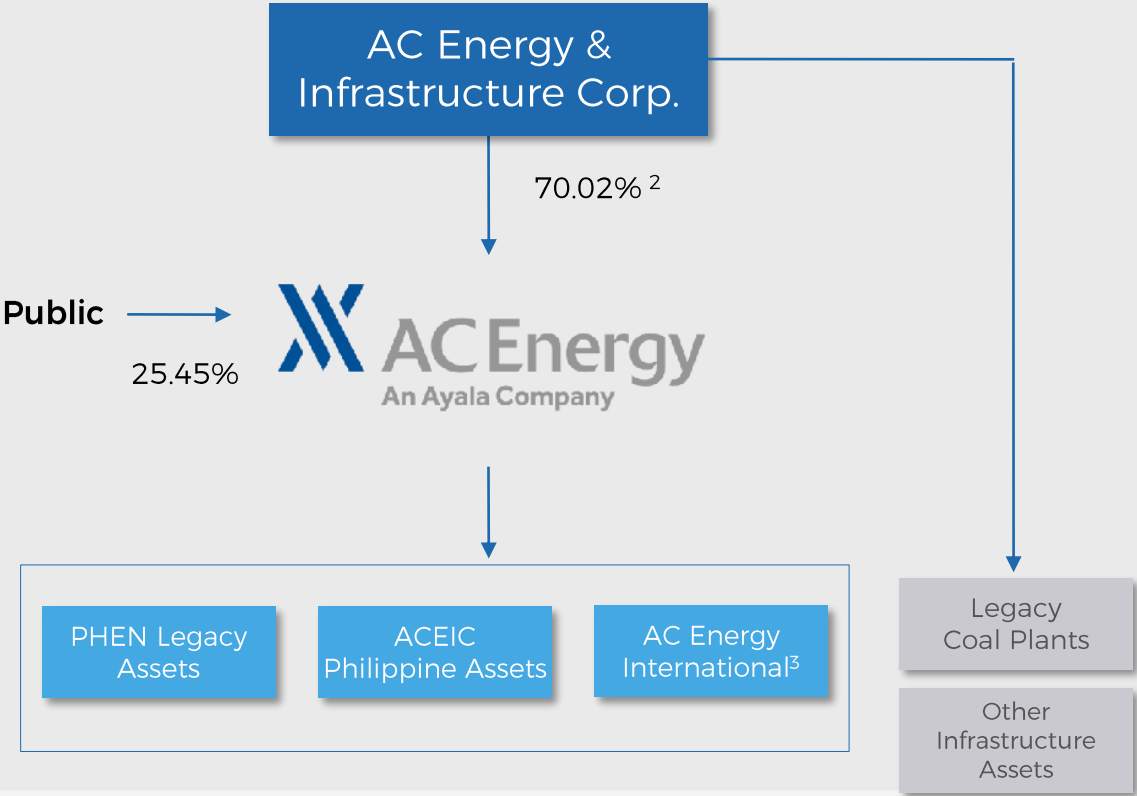 AC Energy &
Infrastructure Corp.
70.02% ²
Public
25.45%
AC Energy
An Ayala Company
PHEN Legacy
Assets
ACEIC
Philippine Assets
AC Energy
International³
Legacy
Coal Plants
Other
Infrastructure
Assets